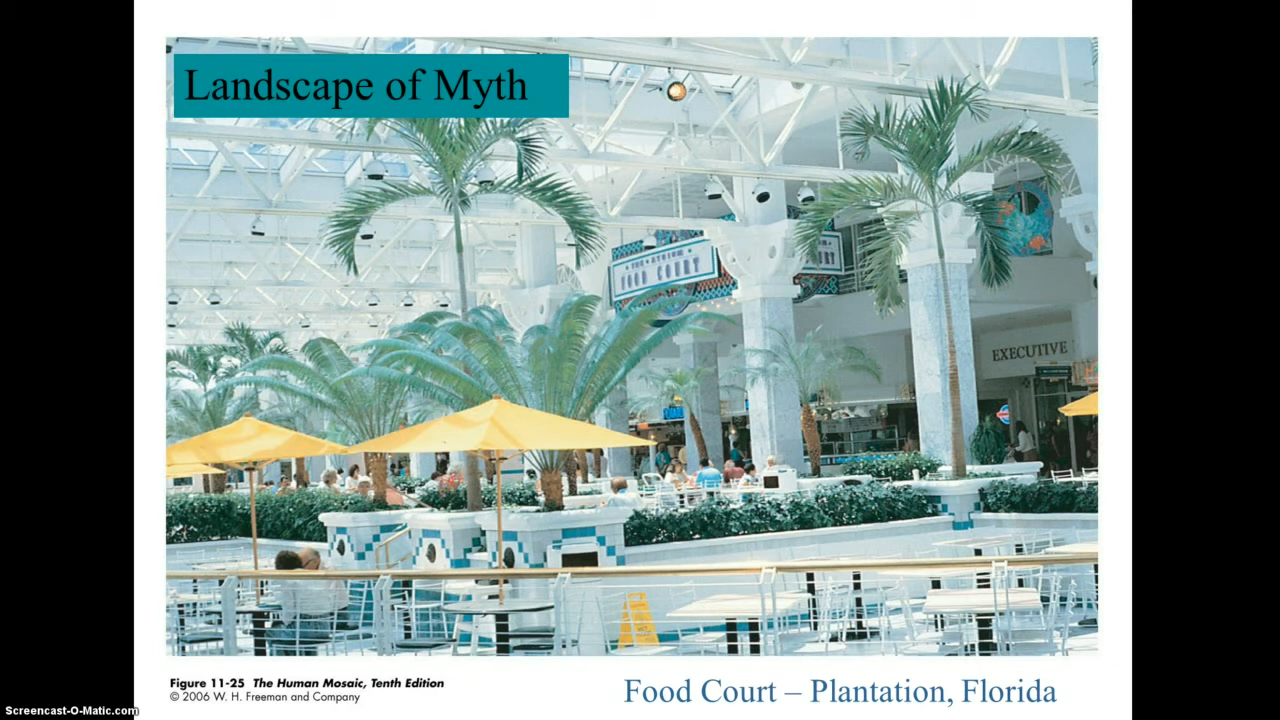 Landscape of Myth
FOOD COURT
EXECUTIVE
Figure 11-25 The Human Mosaic, Tenth Edition
© 2006 W. H. Freeman and Company
Food Court – Plantation, Florida
Screencast-O-Matic.com